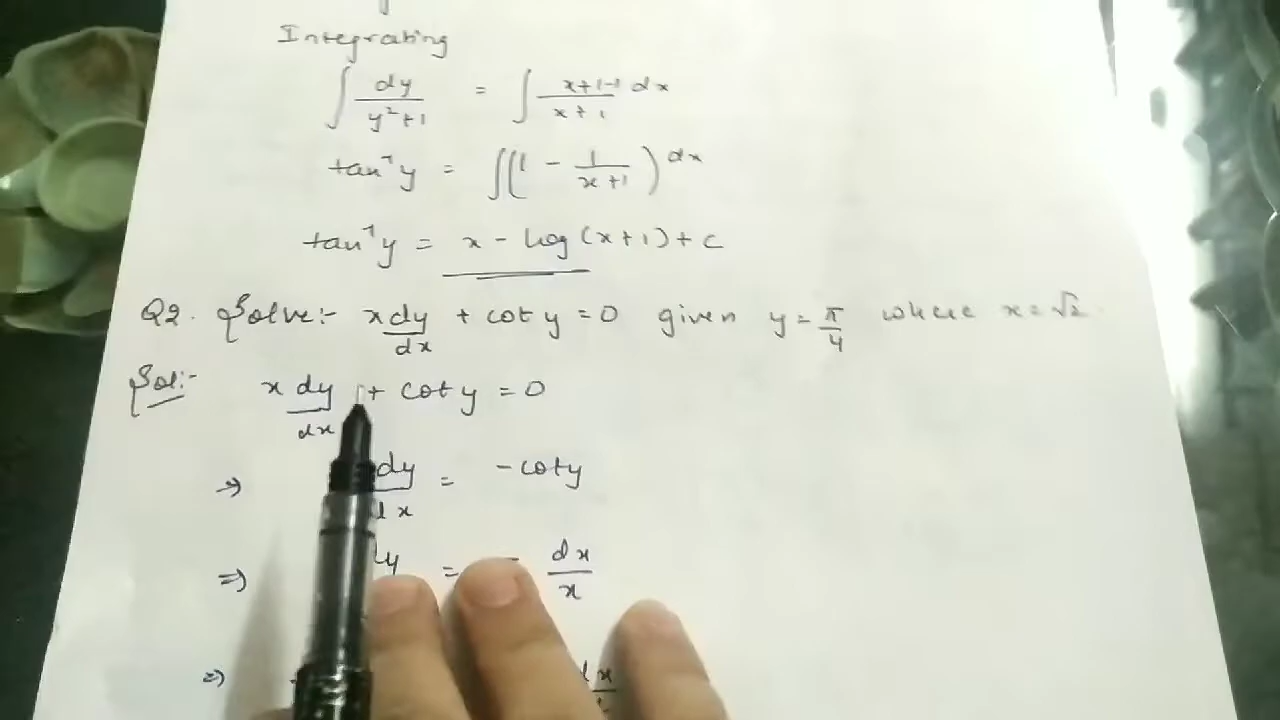 Integrating
∫ dy/(y²+1) = ∫ (x+1-1)/(x+1) dx
tan⁻¹y = ∫(1 - 1/(x+1)) dx
tan⁻¹y = x - log(x+1) + c
Q2. Solve:- x dy/dx + cot y = 0 given y = π/4 where x = √2.
Sol:- x dy/dx + cot y = 0
⇒ dy/dx = -cot y
⇒ = - dx/x
⇒